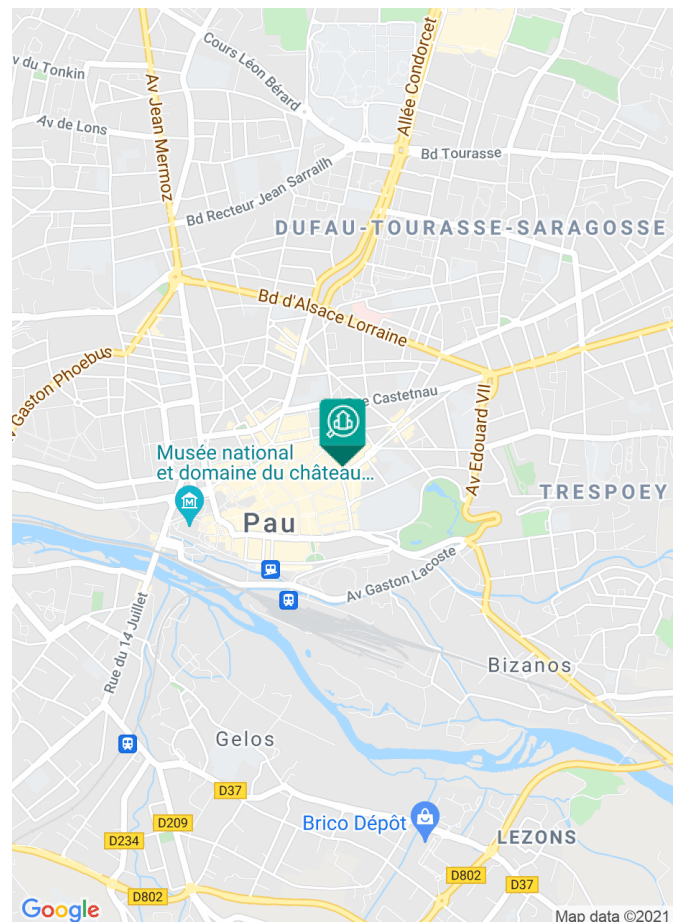 Cours Léon Bérard
v du Tonkin
Av Jean Mermoz
Allée Condorcet
Av de Lons
Bd Tourasse
Bd Recteur Jean Sarrailh
DUFAU-TOURASSE-SARAGOSSE
Bd d'Alsace Lorraine
v Gaston Phoebus
e Castetnau
Av Edouard VII
Musée national
et domaine du château...
TRESPOEY
M
Pau
Av Gaston Lacoste
Rue du 14 Juillet
Bizanos
Gelos
D37
Brico Dépôt
D209
D234
LEZONS
D802
D37
D802
Google
Map data ©2021